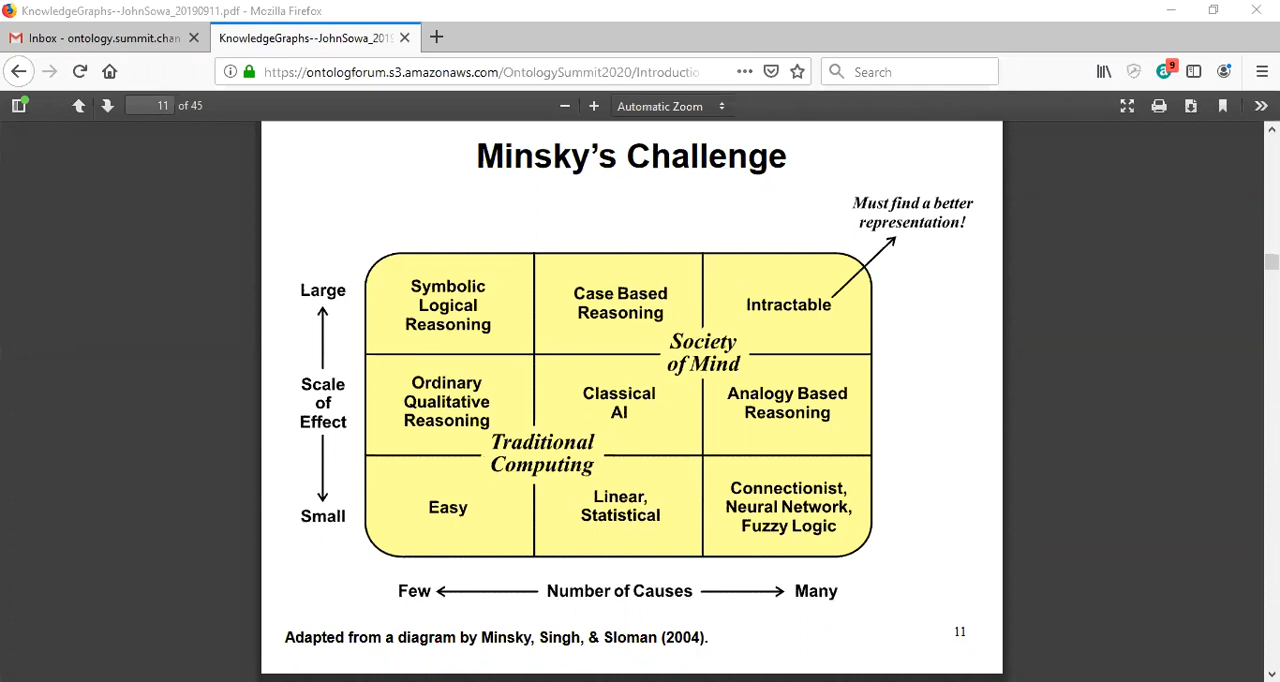 KnowledgeGraphs--JohnSowa_20190911.pdf - Mozilla Firefox
Inbox - ontology.summit.chan
KnowledgeGraphs--JohnSowa_201
https://ontologforum.s3.amazonaws.com/OntologySummit2020/Introductio
Search
9
11 of 45
Automatic Zoom
Minsky's Challenge
Must find a better
representation!
Large
Scale
of
Effect
Small
Symbolic
Logical
Reasoning
Case Based
Reasoning
Intractable
Society
of Mind
Ordinary
Qualitative
Reasoning
Classical
AI
Analogy Based
Reasoning
Traditional
Computing
Easy
Linear,
Statistical
Connectionist,
Neural Network,
Fuzzy Logic
Few
Number of Causes
Many
Adapted from a diagram by Minsky, Singh, & Sloman (2004).
11